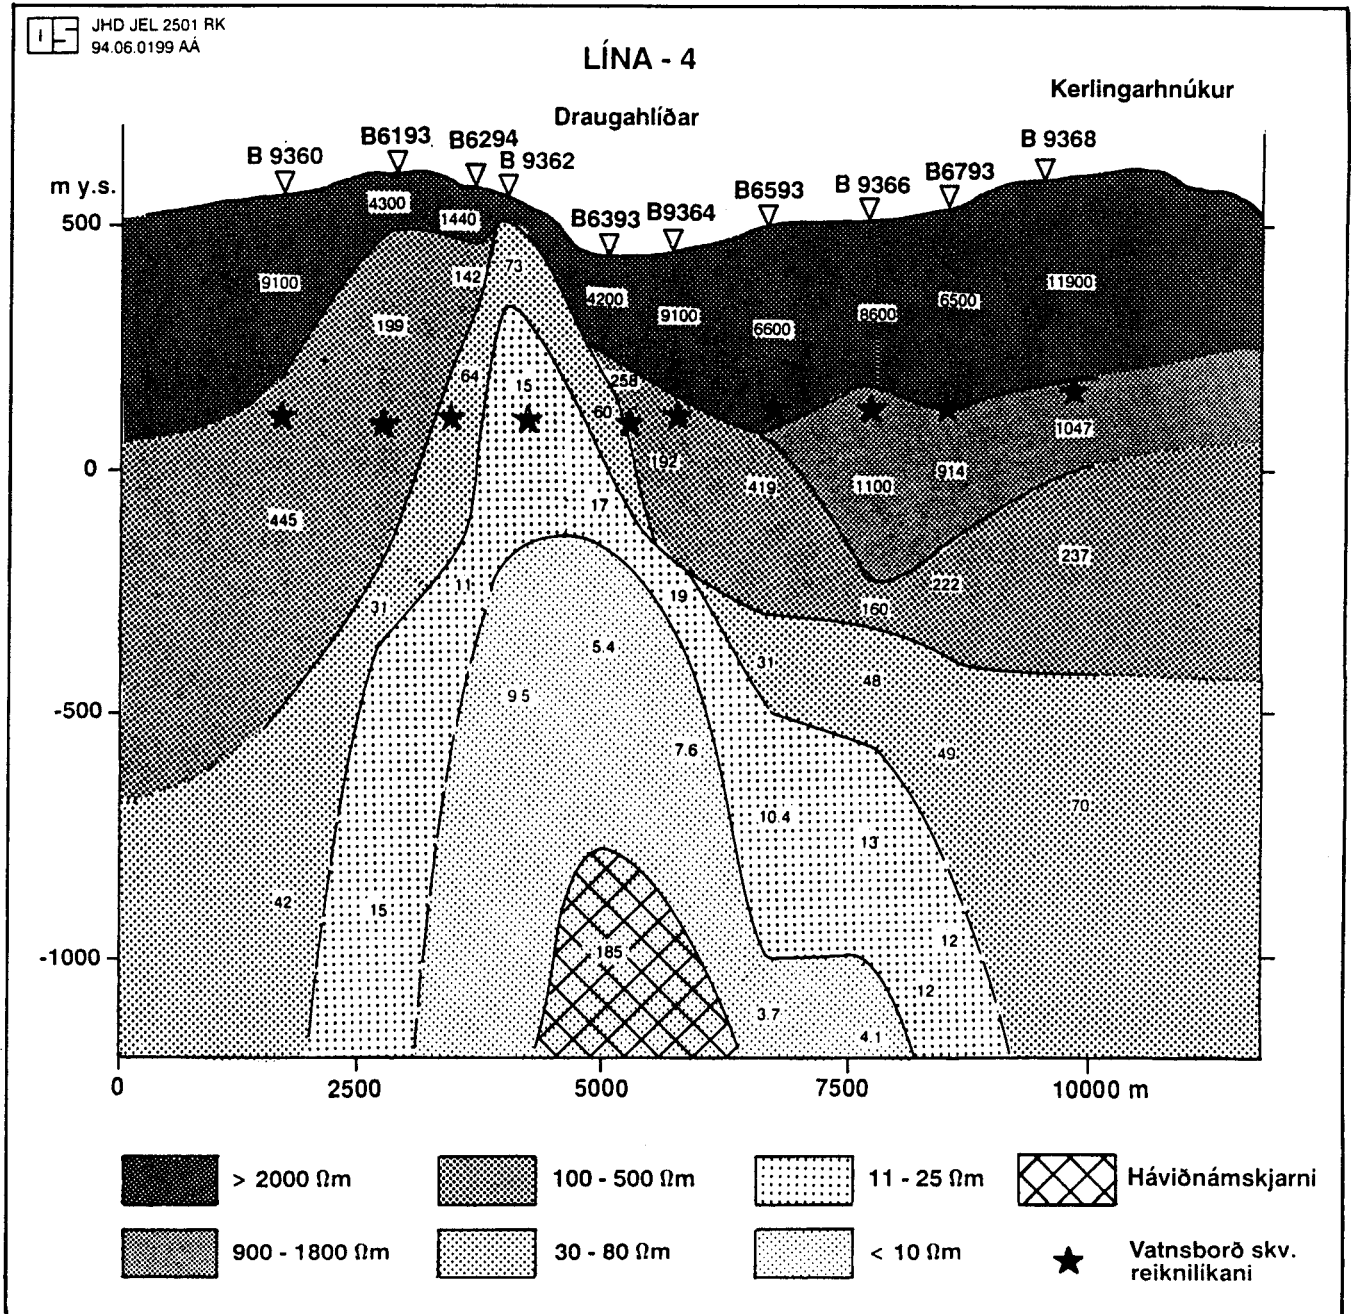 JHD JEL 2501 RK
94.06.0199 AÁ
LÍNA - 4
Kerlingarhnúkur
Draugahlíðar
B 9360
B6193
B6294
B 9362
B6393
B9364
B6593
B 9366
B6793
B 9368
m y.s.
500
0
-500
-1000
4300
1440
9100
142
73
4200
9100
6600
8600
6500
11900
199
64
15
258
60
192
419
1100
914
1047
445
17
237
31
11
19
160
222
5.4
31
48
9.5
7.6
49
10.4
13
70
42
15
185
12
12
3.7
4.1
0
2500
5000
7500
10000 m
> 2000 Ωm
100 - 500 Ωm
11 - 25 Ωm
Háviðnámskjarni
900 - 1800 Ωm
30 - 80 Ωm
< 10 Ωm
Vatnsborð skv.
reiknilíkani